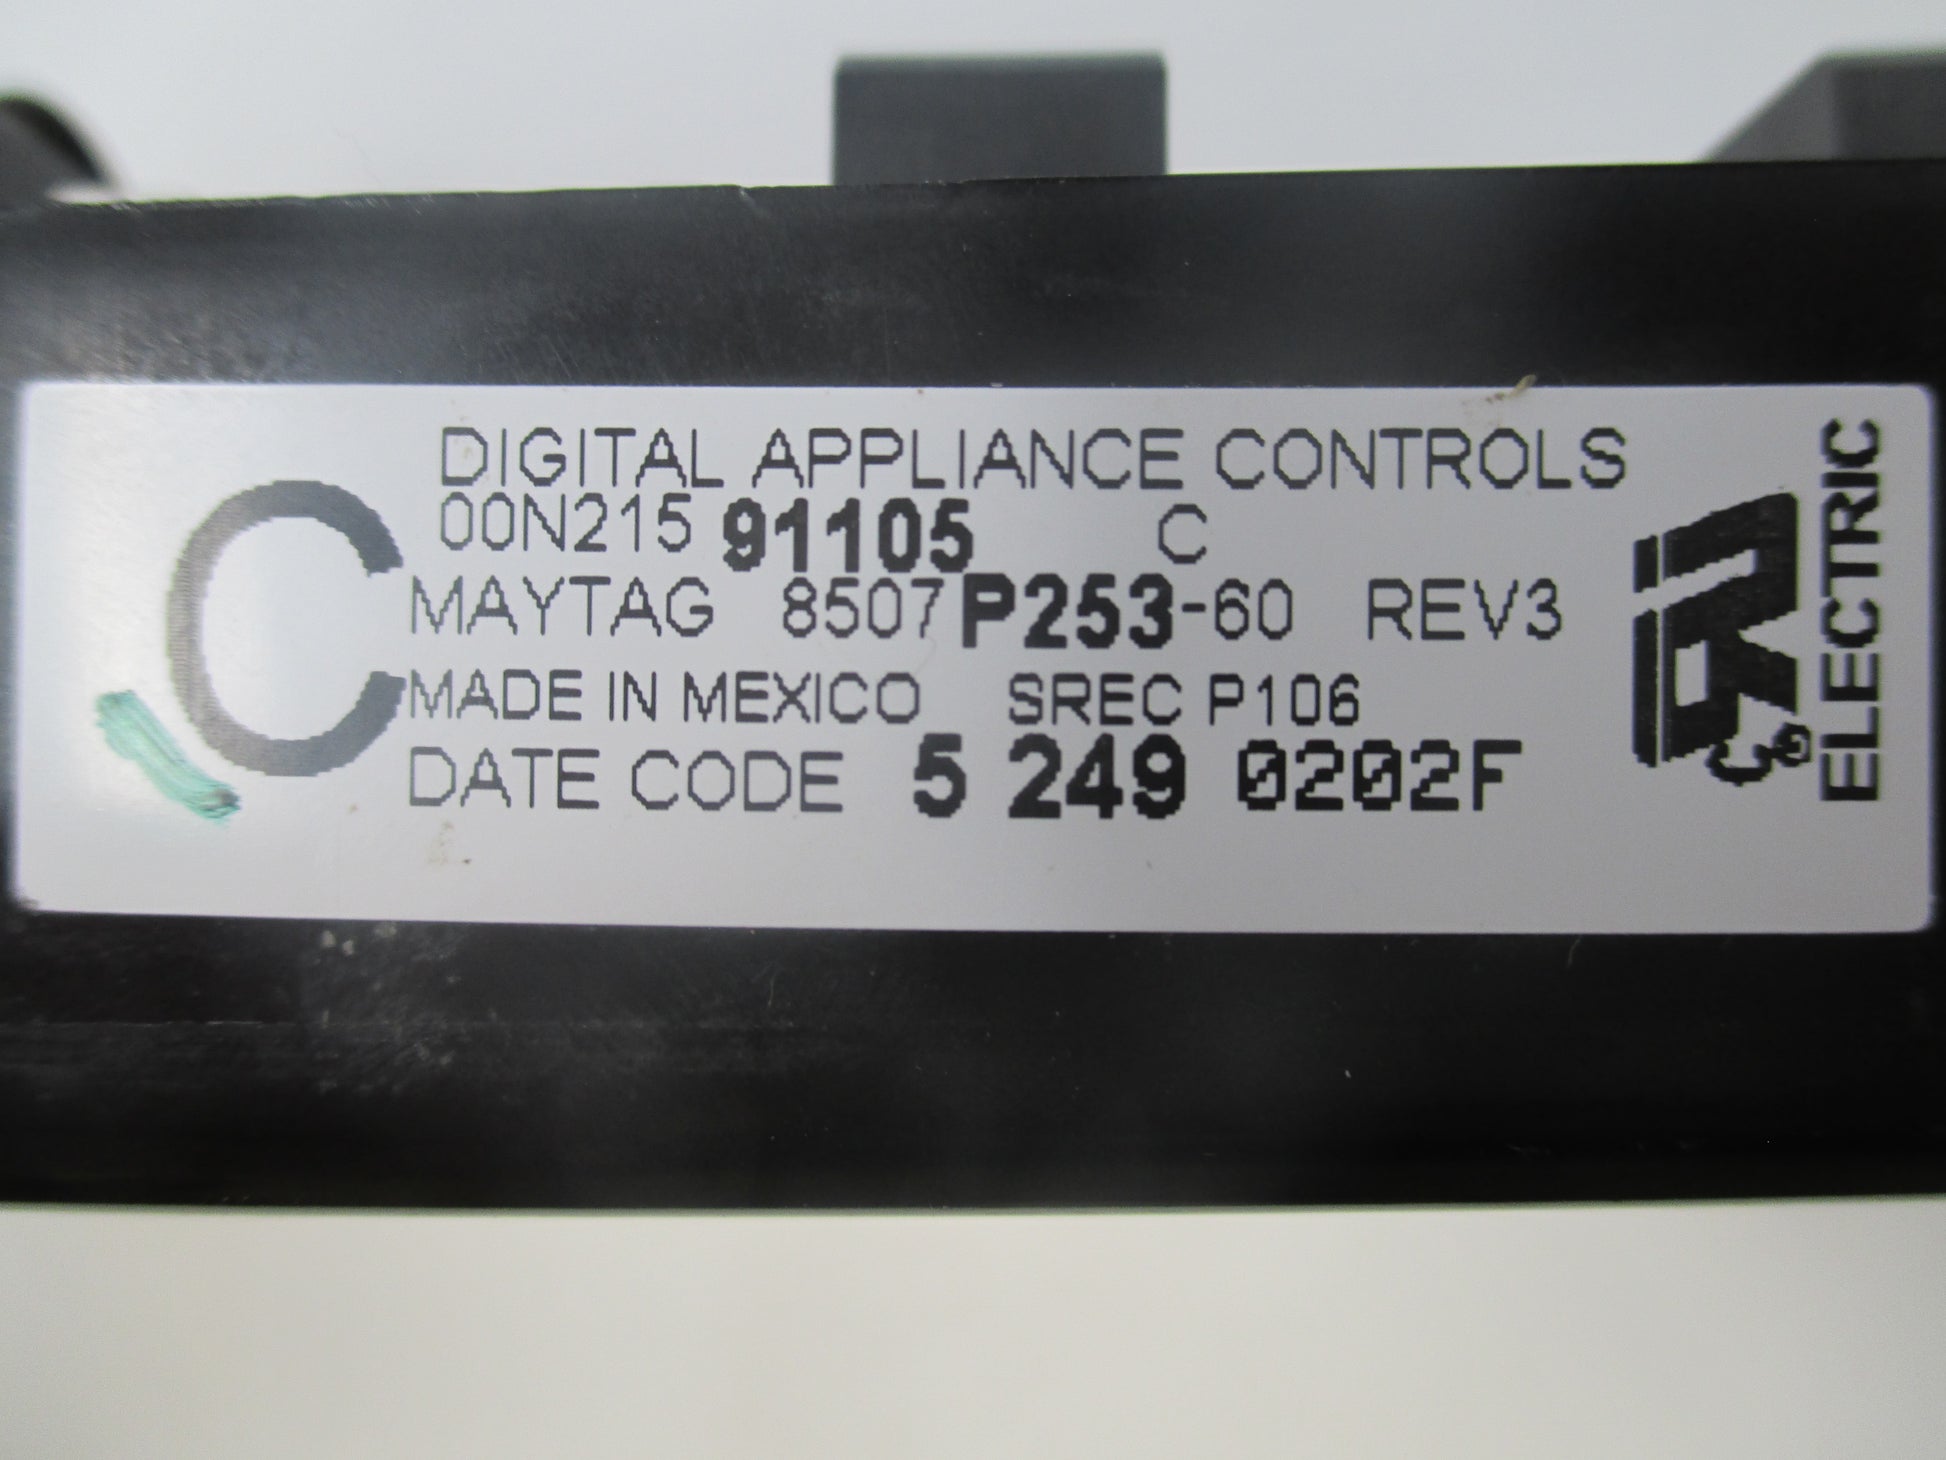 DIGITAL APPLIANCE CONTROLS
00N215 91105 C
MAYTAG 8507P253-60 REV3
MADE IN MEXICO SREC P106
DATE CODE 5 249 0202F
C
ELECTRIC